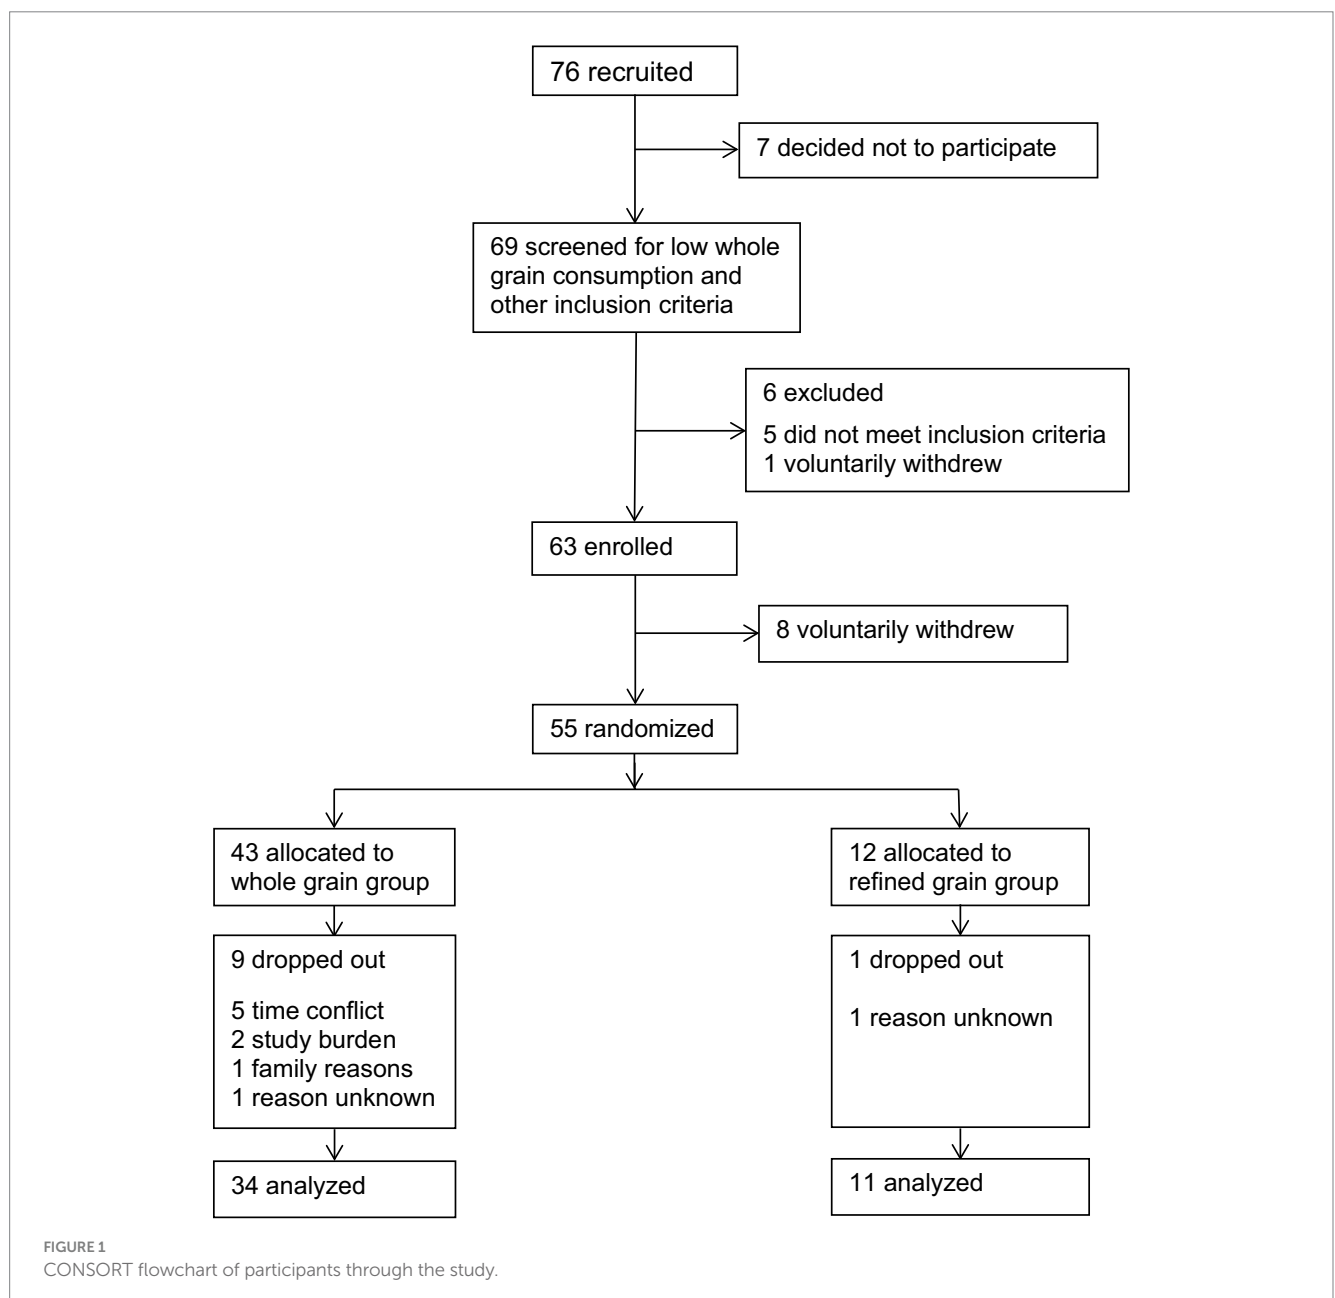 76 recruited
7 decided not to participate
69 screened for low whole
grain consumption and
other inclusion criteria
6 excluded
5 did not meet inclusion criteria
1 voluntarily withdrew
63 enrolled
8 voluntarily withdrew
55 randomized
43 allocated to
whole grain group
12 allocated to
refined grain group
9 dropped out
5 time conflict
2 study burden
1 family reasons
1 reason unknown
1 dropped out
1 reason unknown
34 analyzed
11 analyzed
FIGURE 1
CONSORT flowchart of participants through the study.